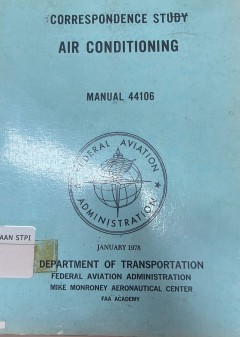 CORRESPONDENCE STUDY
AIR CONDITIONING
MANUAL 44106
FEDERAL AVIATION
ADMINISTRATION
AAN STPI
JANUARY 1978
DEPARTMENT OF TRANSPORTATION
FEDERAL AVIATION ADMINISTRATION
MIKE MONRONEY AERONAUTICAL CENTER
FAA ACADEMY